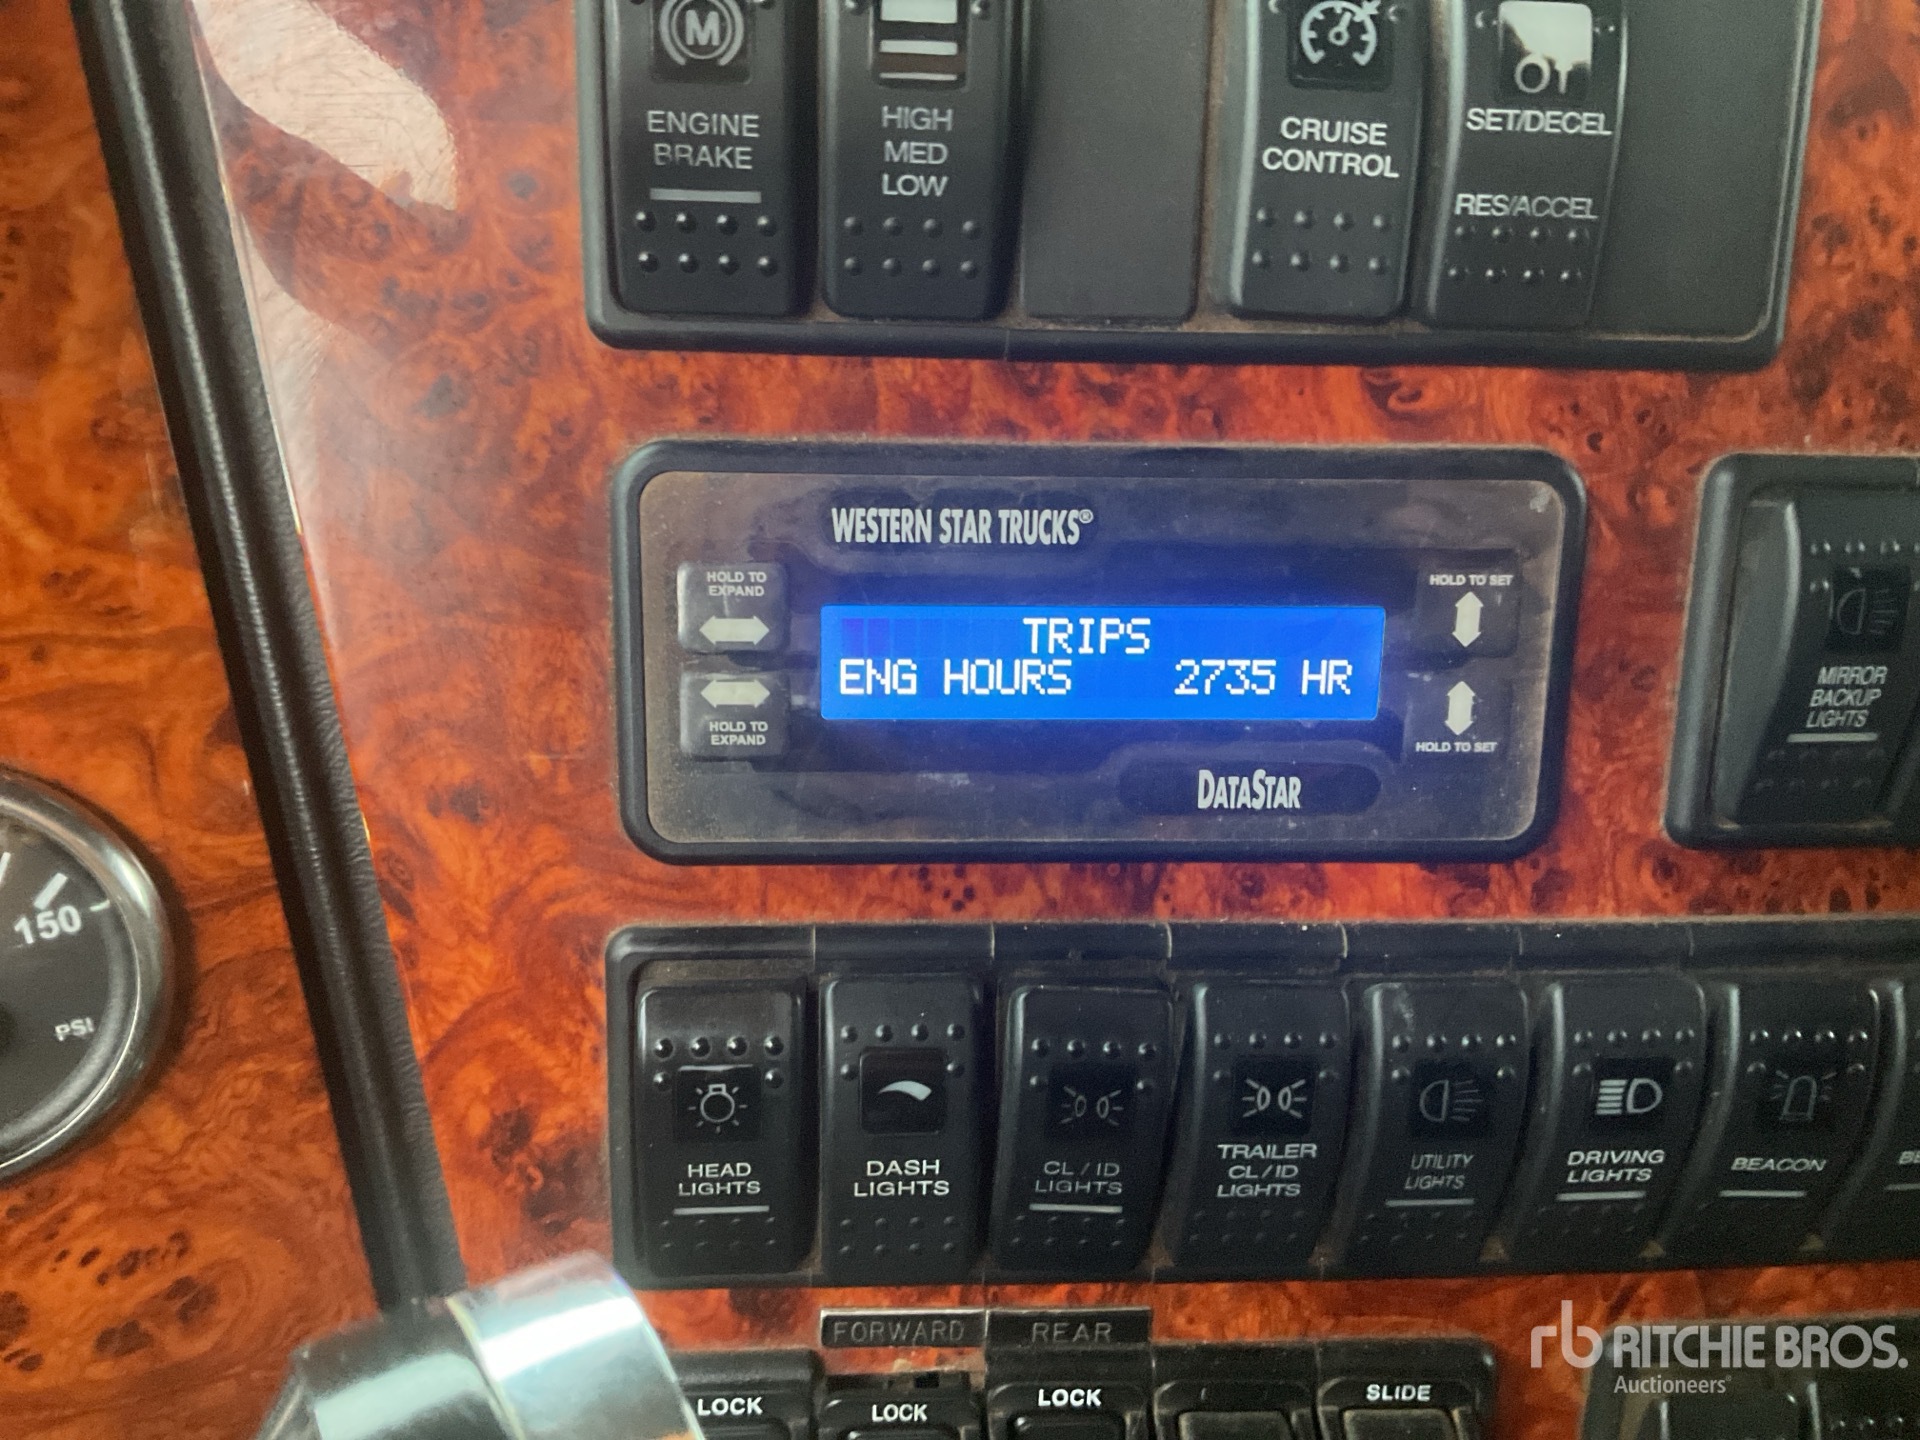 M
ENGINE
BRAKE
HIGH
MED
LOW
CRUISE
CONTROL
SET/DECEL
RES/ACCEL
WESTERN STAR TRUCKS®
HOLD TO
EXPAND
HOLD TO
EXPAND
TRIPS
ENG HOURS 2735 HR
HOLD TO SET
HOLD TO SET
DATASTAR
MIRROR
BACKUP
LIGHTS
150
PSI
HEAD
LIGHTS
DASH
LIGHTS
CL/ID
LIGHTS
TRAILER
CL/ID
LIGHTS
UTILITY
LIGHTS
DRIVING
LIGHTS
BEACON
FORWARD
REAR
LOCK
LOCK
LOCK
SLIDE
rb RITCHIE BROS.
Auctioneers